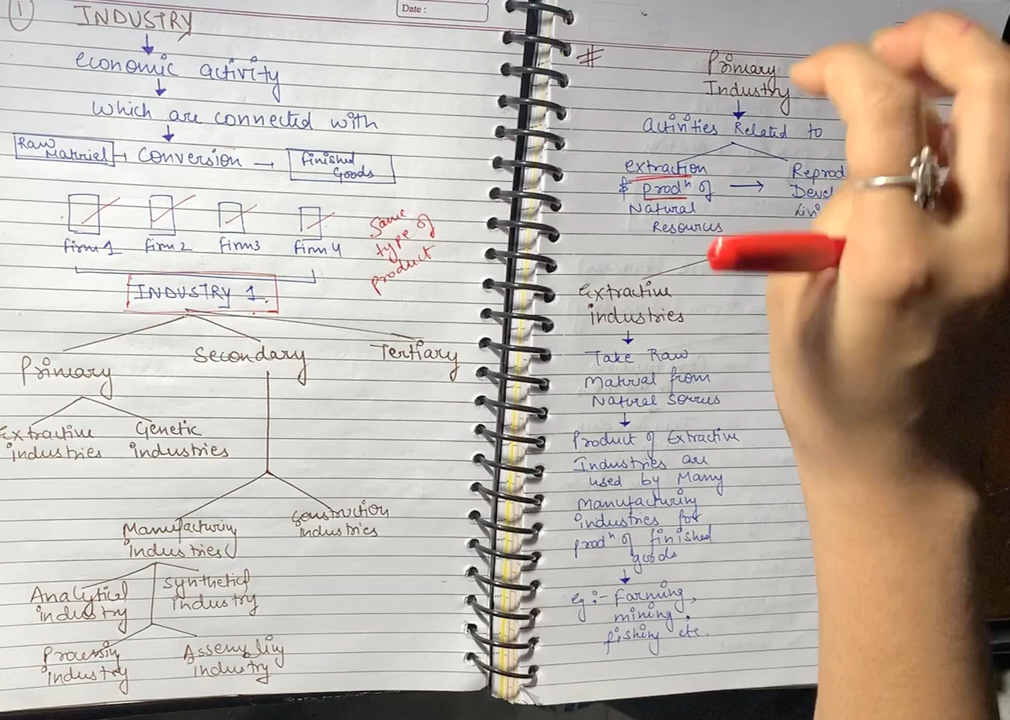 1
INDUSTRY
Date :
economic activity
Which are connected with
Raw Matriel
Conversion
Finished Goods
Firm 1
Firm 2
Firm 3
Firm 4
Same
type of
product
INDUSTRY 1
Primary
Secondary
Tertiary
Extractive
industries
Genetic
industries
Manufacturing
industries
Construction
industries
Analytical
industry
Synthetical
industry
Processing
industry
Assembling
industry
#
Primary
Industry
Activities Related to
extraction
& Prodn of
Natural
Resources
Reprod
Devel
Livi
Extractive
industries
Take Raw
Material from
Natural Sources
Product of Extractive
Industries are
used by Many
Manufacturing
industries for
prodn of finished
goods
eg :- Farming,
mining,
fishing etc.